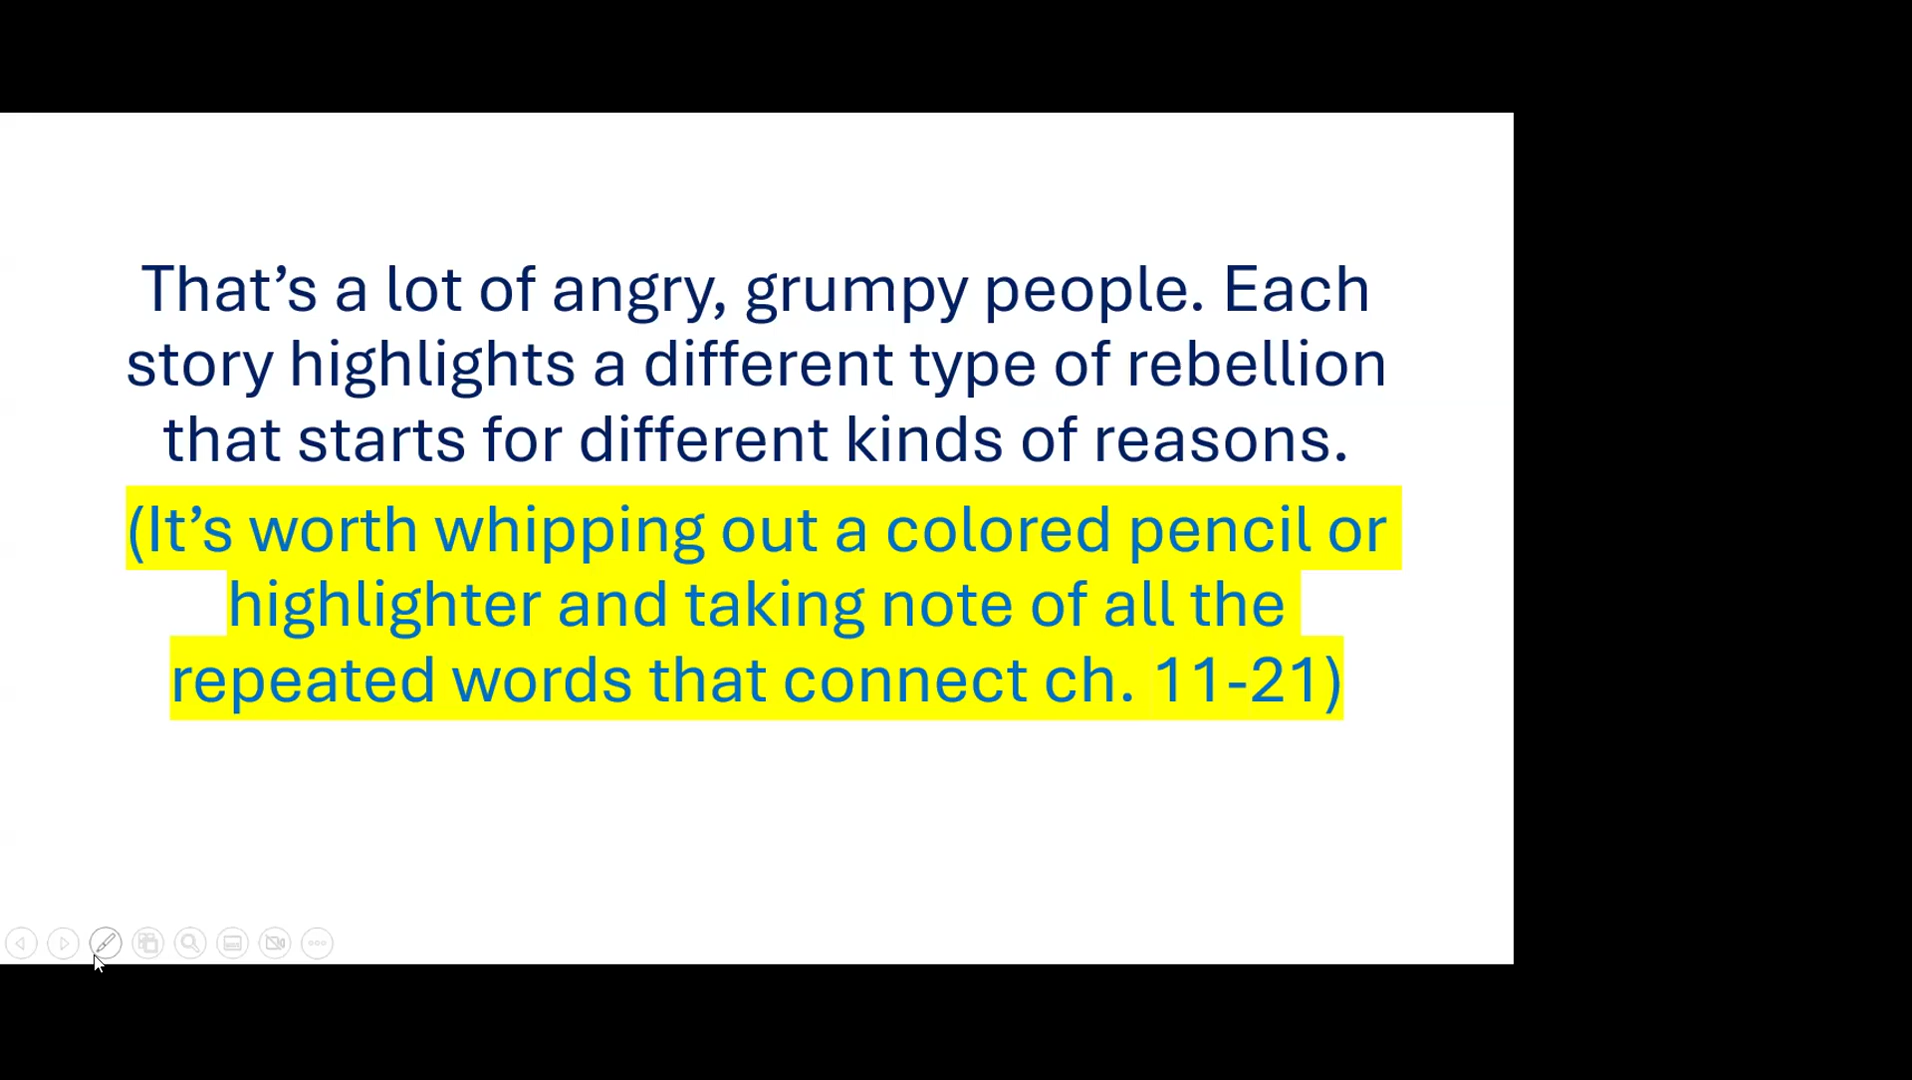 That’s a lot of angry, grumpy people. Each
story highlights a different type of rebellion
that starts for different kinds of reasons.
(It’s worth whipping out a colored pencil or
highlighter and taking note of all the
repeated words that connect ch. 11-21)